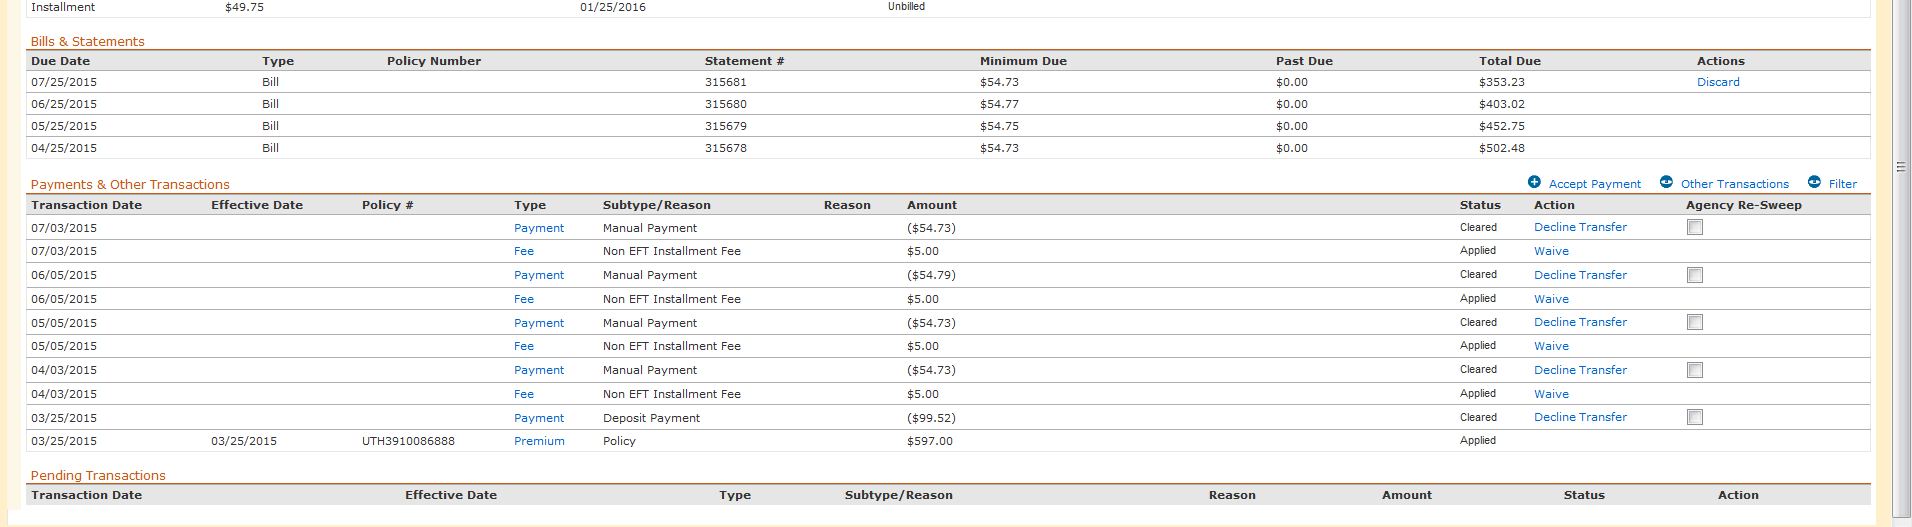 Installment $49.75 01/25/2016 Unbilled
Bills & Statements
Due Date Type Policy Number Statement # Minimum Due Past Due Total Due Actions
07/25/2015 Bill 315681 $54.73 $0.00 $353.23 Discard
06/25/2015 Bill 315680 $54.77 $0.00 $403.02
05/25/2015 Bill 315679 $54.75 $0.00 $452.75
04/25/2015 Bill 315678 $54.73 $0.00 $502.48
Payments & Other Transactions Accept Payment Other Transactions Filter
Transaction Date Effective Date Policy # Type Subtype/Reason Reason Amount Status Action Agency Re-Sweep
07/03/2015 Payment Manual Payment ($54.73) Cleared Decline Transfer
07/03/2015 Fee Non EFT Installment Fee $5.00 Applied Waive
06/05/2015 Payment Manual Payment ($54.79) Cleared Decline Transfer
06/05/2015 Fee Non EFT Installment Fee $5.00 Applied Waive
05/05/2015 Payment Manual Payment ($54.73) Cleared Decline Transfer
05/05/2015 Fee Non EFT Installment Fee $5.00 Applied Waive
04/03/2015 Payment Manual Payment ($54.73) Cleared Decline Transfer
04/03/2015 Fee Non EFT Installment Fee $5.00 Applied Waive
03/25/2015 Payment Deposit Payment ($99.52) Cleared Decline Transfer
03/25/2015 03/25/2015 UTH3910086888 Premium Policy $597.00 Applied
Pending Transactions
Transaction Date Effective Date Type Subtype/Reason Reason Amount Status Action